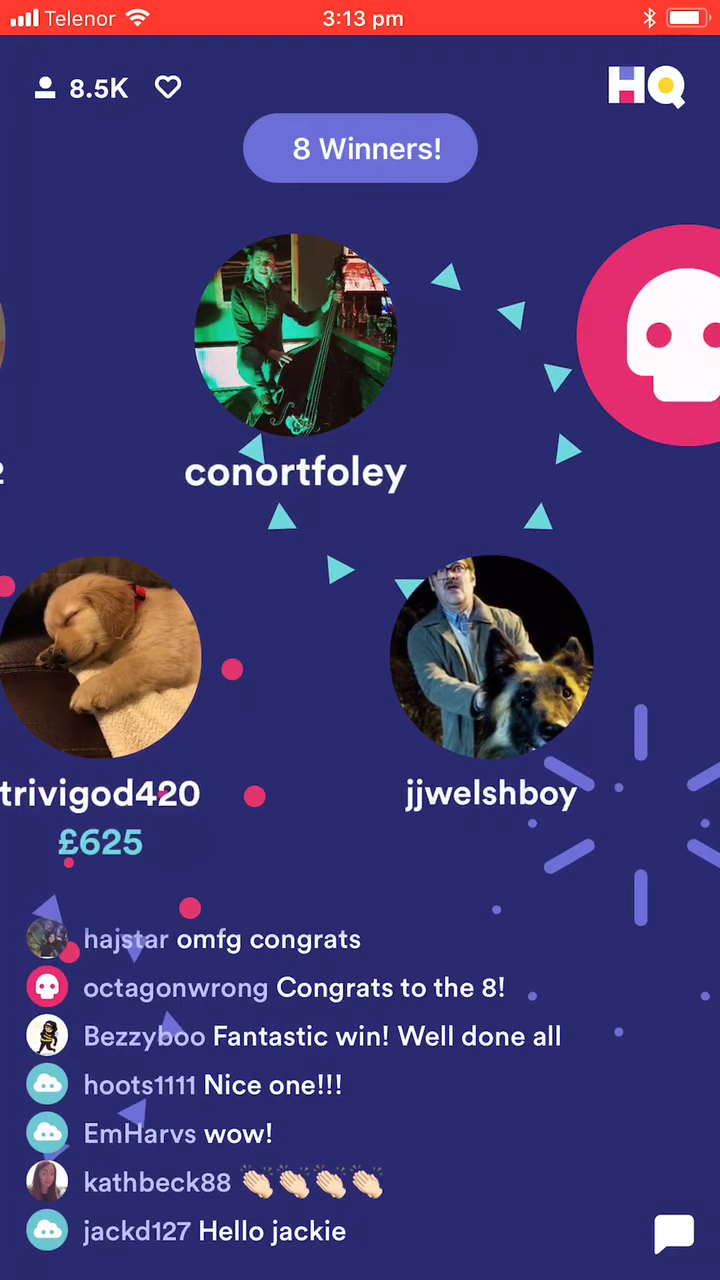 Telenor
3:13 pm
8.5K
HQ
8 Winners!
conortfoley
2
trivigod420
jjwelshboy
£625
hajstar omfg congrats
octagonwrong Congrats to the 8!
Bezzyboo Fantastic win! Well done all
hoots1111 Nice one!!!
EmHarvs wow!
kathbeck88 👏🏻👏🏻👏🏻👏🏻
jackd127 Hello jackie